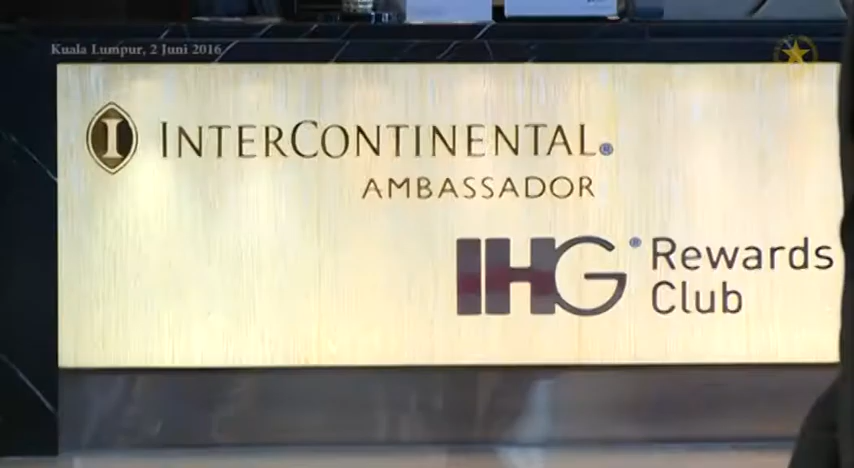 Kuala Lumpur, 2 Juni 2016
I INTERCONTINENTAL®
AMBASSADOR
IHG® Rewards
Club